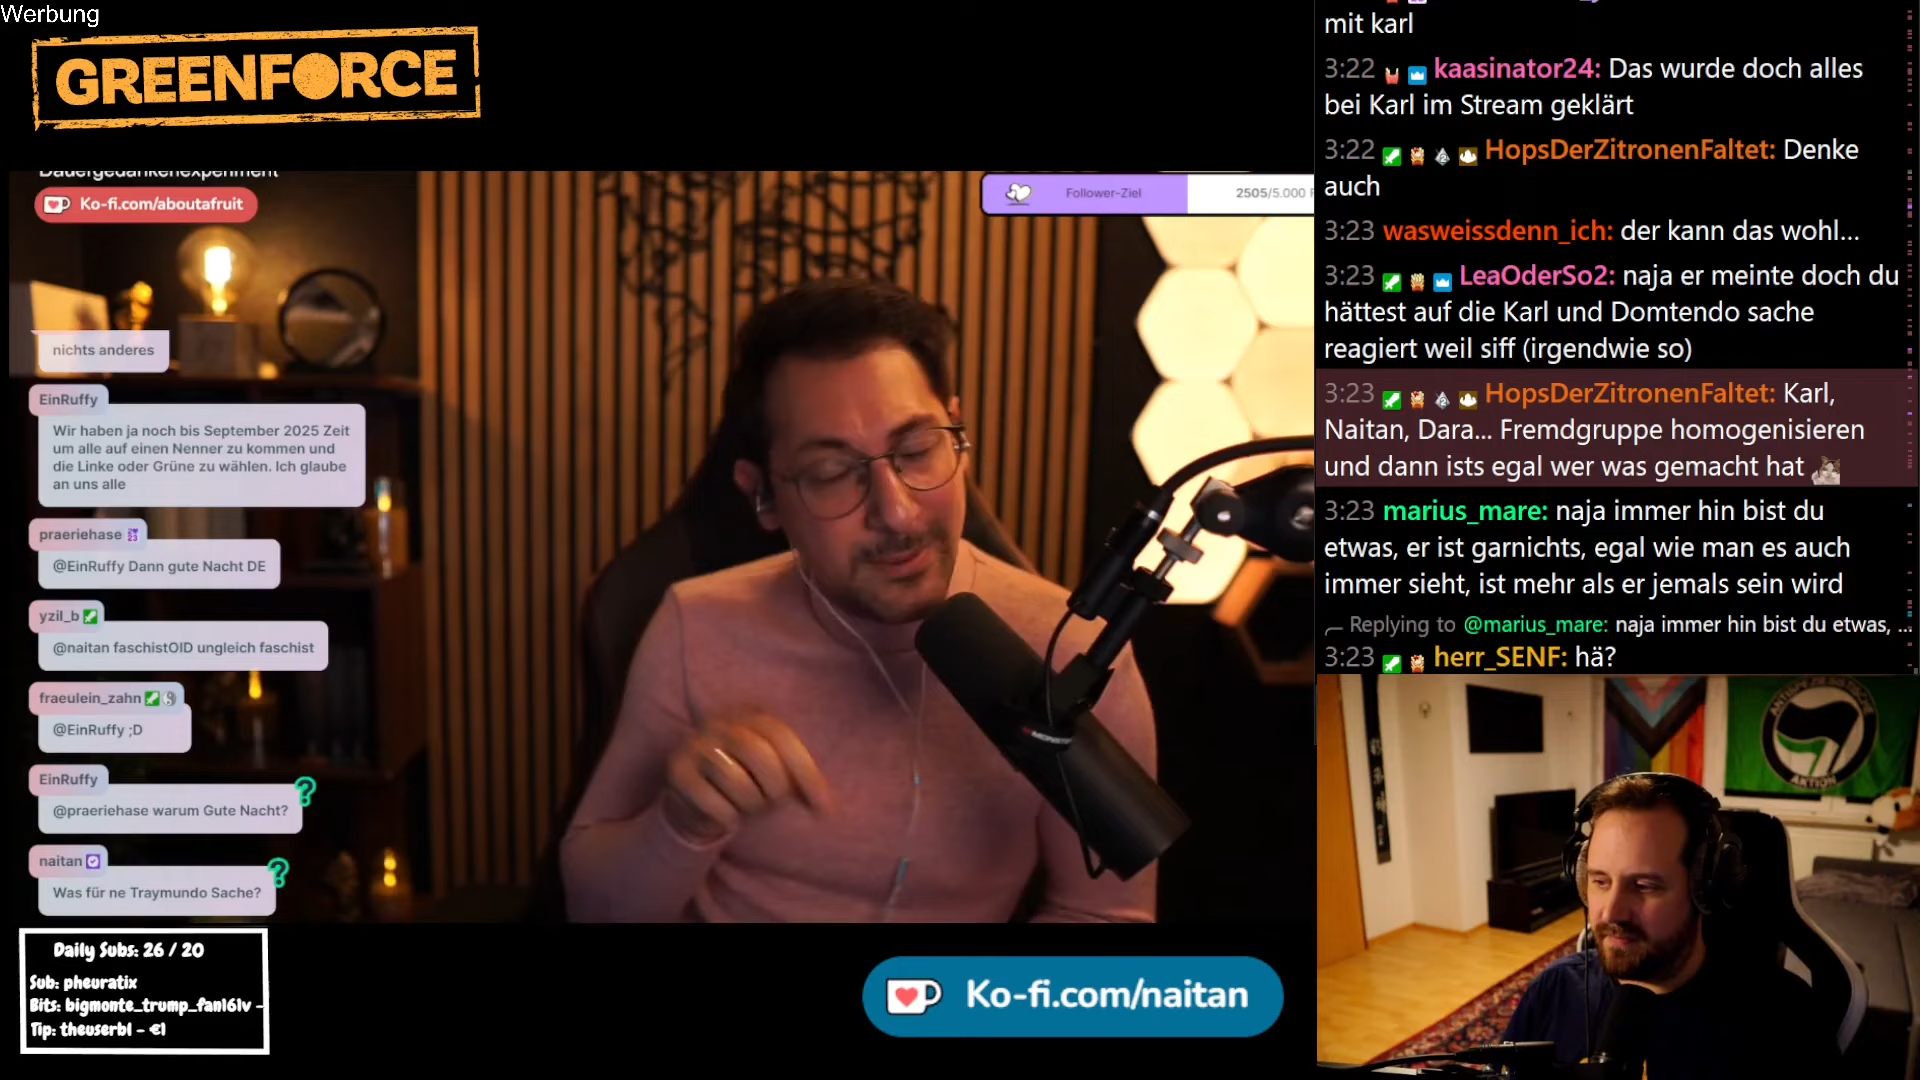 Werbung
GREENFORCE
Dauergedankenexperiment
Ko-fi.com/aboutafruit
Follower-Ziel
2505/5.000
nichts anderes
EinRuffy
Wir haben ja noch bis September 2025 Zeit
um alle auf einen Nenner zu kommen und
die Linke oder Grüne zu wählen. Ich glaube
an uns alle
praeriehase
@EinRuffy Dann gute Nacht DE
yzil_b
@naitan faschistOID ungleich faschist
fraeulein_zahn
@EinRuffy ;D
EinRuffy
@praeriehase warum Gute Nacht?
naitan
Was für ne Traymundo Sache?
Daily Subs: 26 / 20
Sub: pheuratix
Bits: bigmonte_trump_fan161v -
Tip: theuserbl - €1
Ko-fi.com/naitan
mit karl
3:22 kaasinator24: Das wurde doch alles
bei Karl im Stream geklärt
3:22 HopsDerZitronenFaltet: Denke
auch
3:23 wasweissdenn_ich: der kann das wohl...
3:23 LeaOderSo2: naja er meinte doch du
hättest auf die Karl und Domtendo sache
reagiert weil siff (irgendwie so)
3:23 HopsDerZitronenFaltet: Karl,
Naitan, Dara... Fremdgruppe homogenisieren
und dann ists egal wer was gemacht hat
3:23 marius_mare: naja immer hin bist du
etwas, er ist garnichts, egal wie man es auch
immer sieht, ist mehr als er jemals sein wird
Replying to @marius_mare: naja immer hin bist du etwas, ...
3:23 herr_SENF: hä?
AKTION